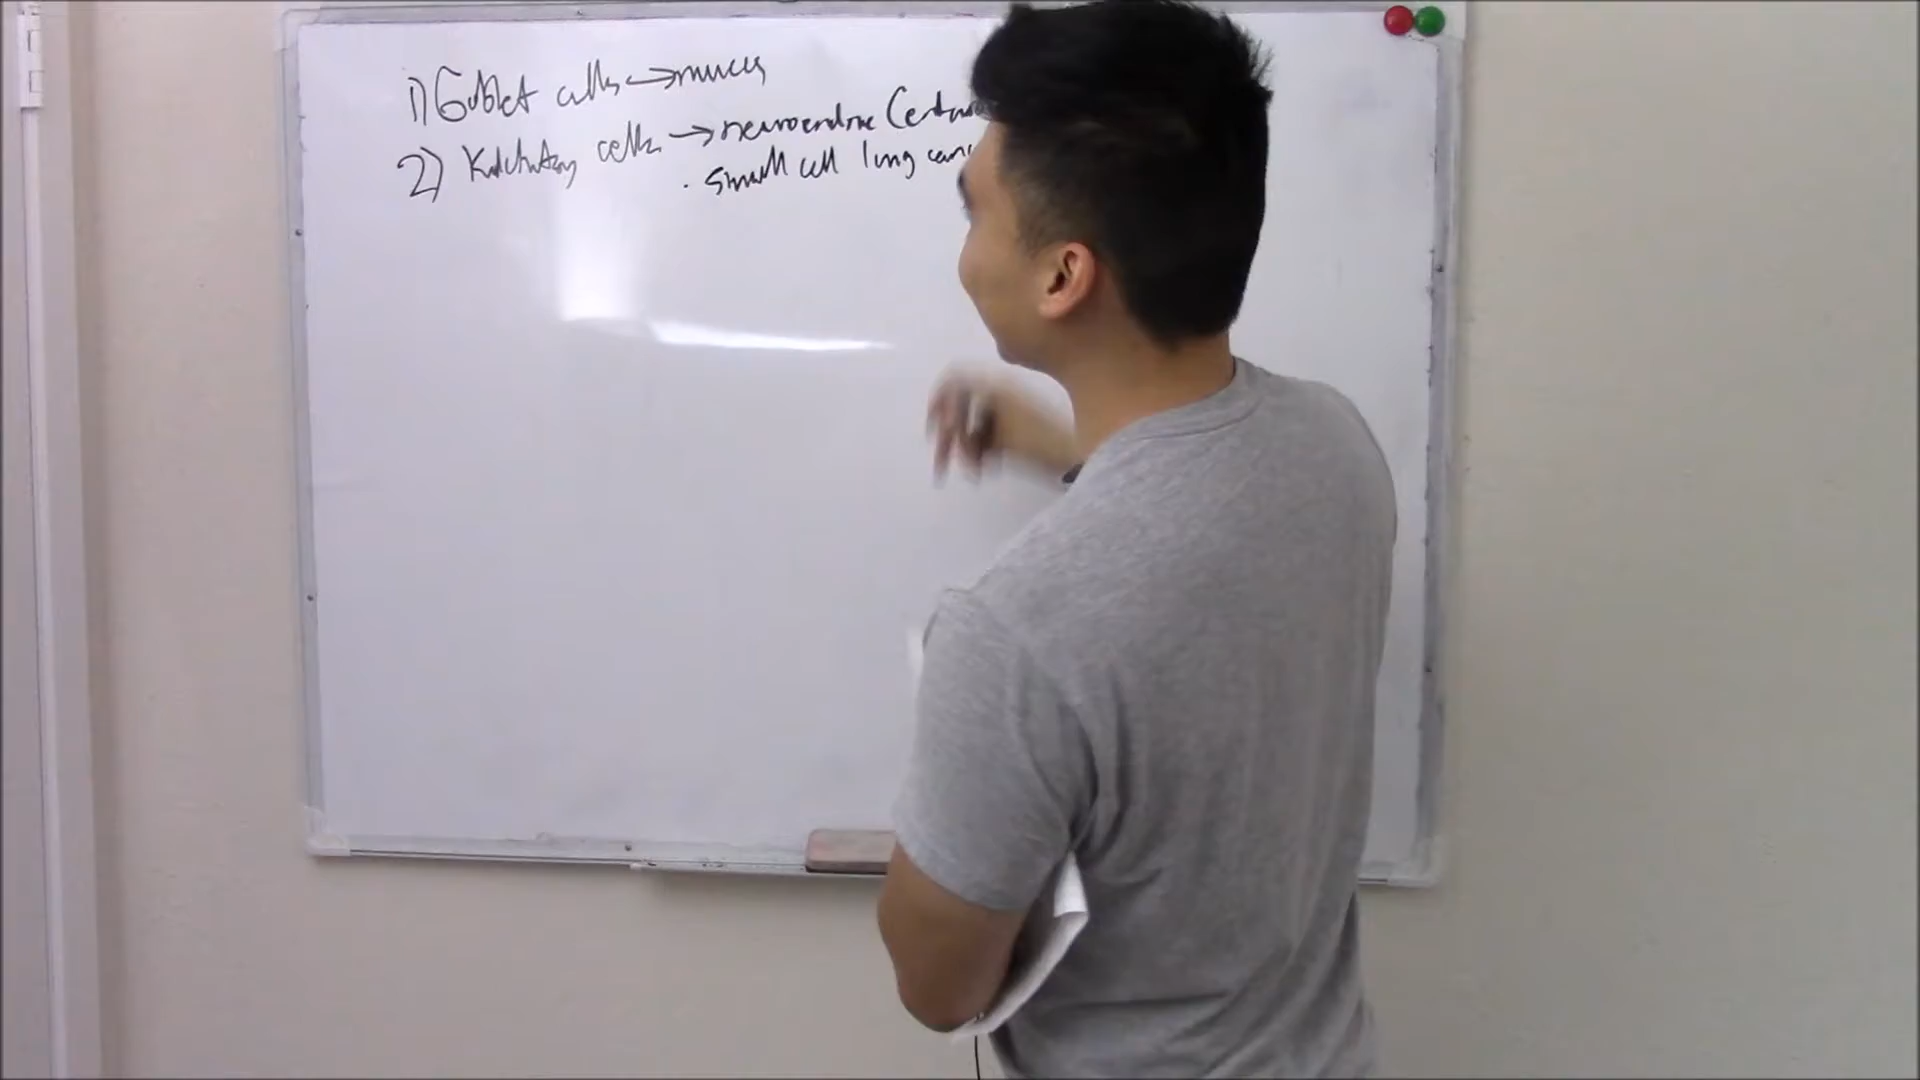 1) Goblet cells → mucus
2) Kulchitsky cells → neuroendocrine
· small cell lung